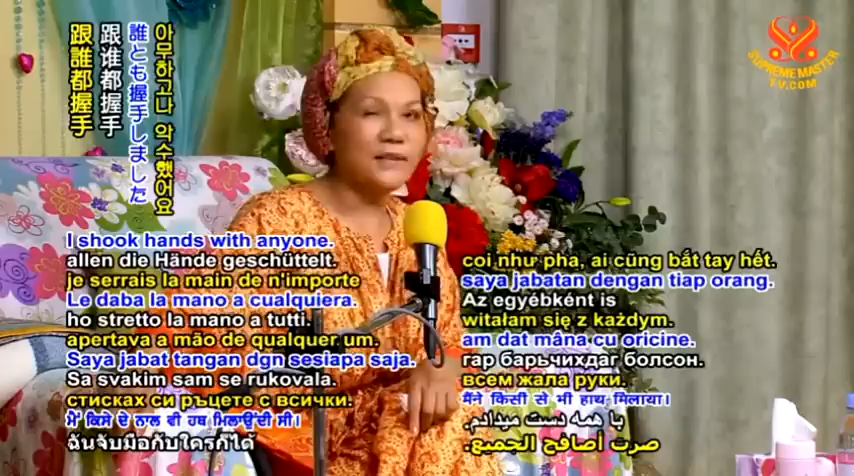 SUPREME MASTER
TV.COM
아무하고나 악수했어요
誰とも握手しました
跟谁都握手
跟誰都握手
I shook hands with anyone.
allen die Hände geschüttelt.
je serrais la main de n'importe
Le daba la mano a cualquiera.
ho stretto la mano a tutti.
apertava a mão de qualquer um.
Saya jabat tangan dgn sesiapa saja.
Sa svakim sam se rukovala.
стисках си ръцете с всички.
ਮੈਂ ਕਿਸੇ ਦੇ ਨਾਲ ਵੀ ਹਥ ਮਿਲਾਉਂਦੀ ਸੀ।
ฉันจับมือกับใครก็ได้
coi như pha, ai cũng bắt tay hết.
saya jabatan dengan tiap orang.
Az egyébként is
witałam się z każdym.
am dat mâna cu oricine.
гар барьчихдаг болсон.
всем жала руки.
मैंने किसी से भी हाथ मिलाया।
با همه دست میدادم.
صرت أصافح الجميع.